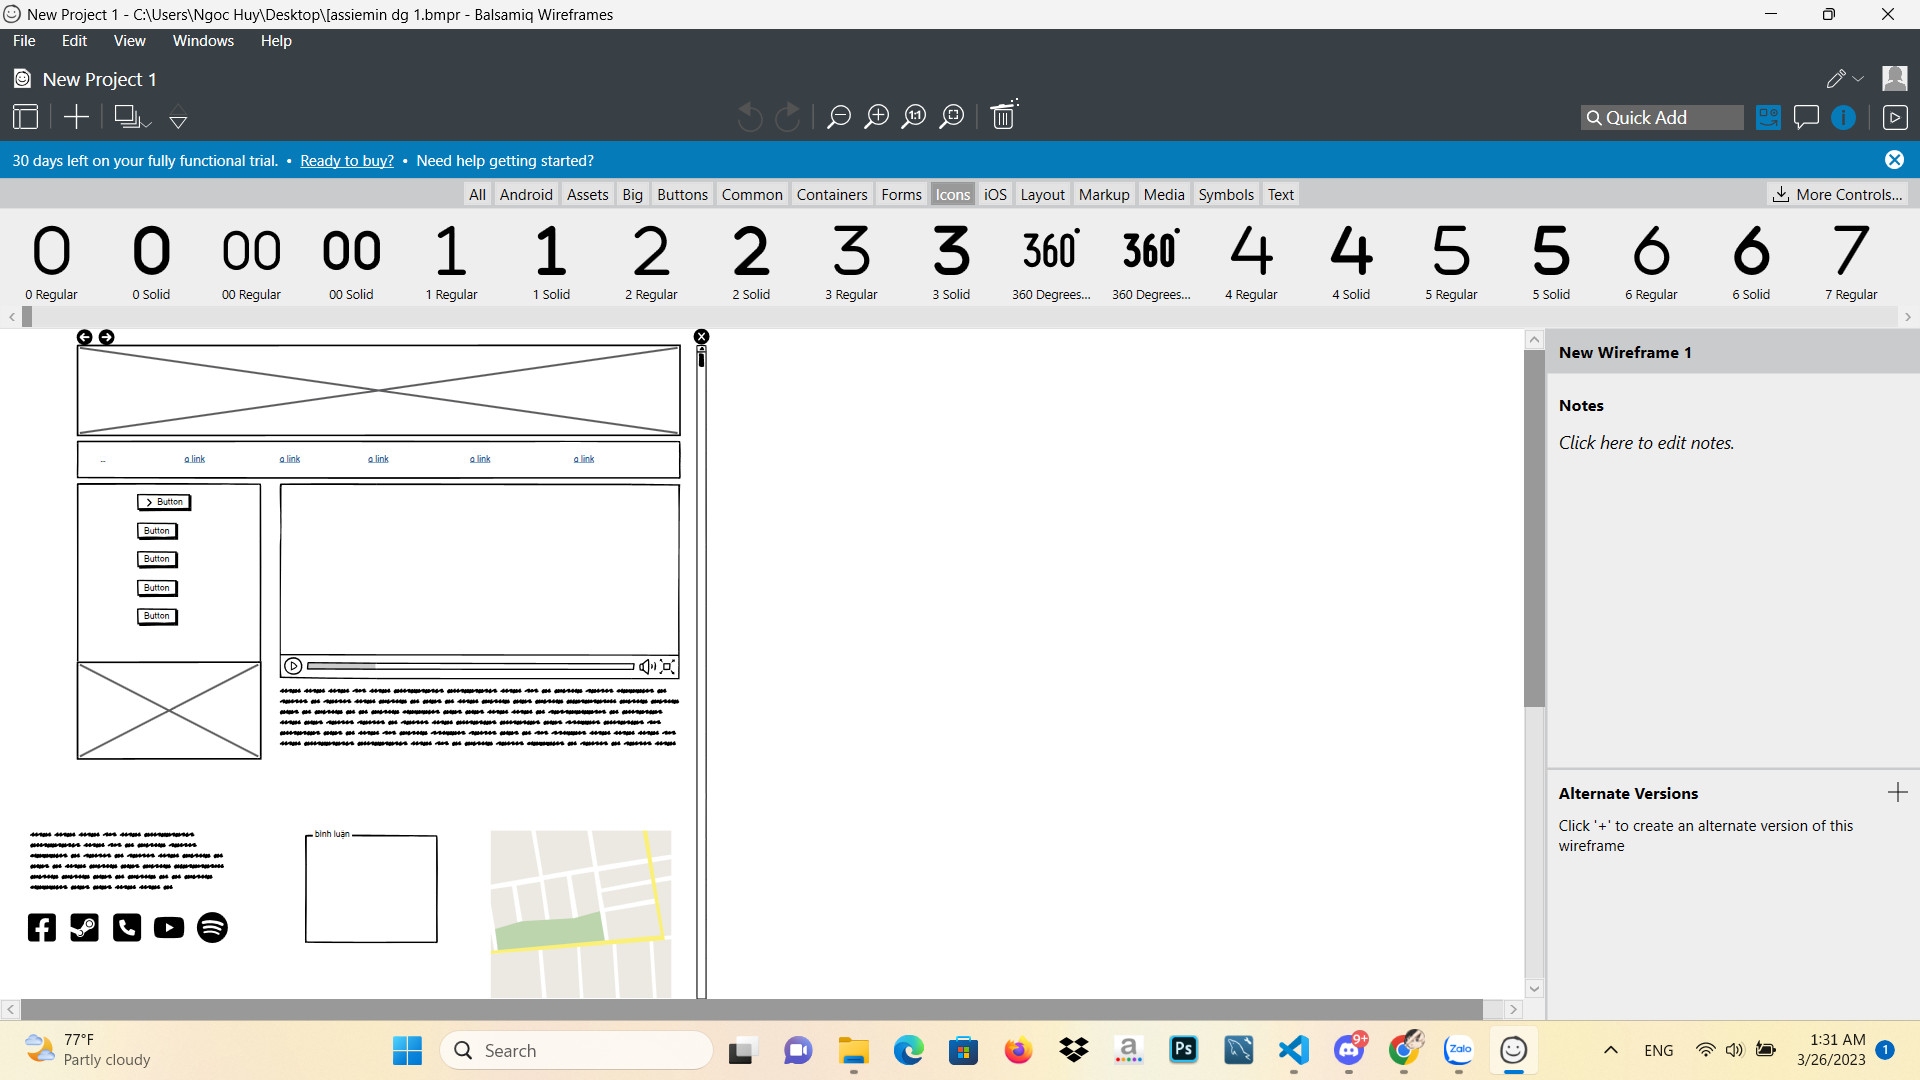 New Project 1 - C:\Users\Ngoc Huy\Desktop\[assiemin dg 1.bmpr - Balsamiq Wireframes
File Edit View Windows Help
New Project 1
1:1
Quick Add
30 days left on your fully functional trial. • Ready to buy? • Need help getting started?
All Android Assets Big Buttons Common Containers Forms Icons iOS Layout Markup Media Symbols Text More Controls...
0 0 00 00 1 1 2 2 3 3 360° 360° 4 4 5 5 6 6 7
0 Regular 0 Solid 00 Regular 00 Solid 1 Regular 1 Solid 2 Regular 2 Solid 3 Regular 3 Solid 360 Degrees... 360 Degrees... 4 Regular 4 Solid 5 Regular 5 Solid 6 Regular 6 Solid 7 Regular
New Wireframe 1
Notes
Click here to edit notes.
... a link a link a link a link a link
Button
Button
Button
Button
Button
bình luận
Alternate Versions
Click '+' to create an alternate version of this
wireframe
77°F
Partly cloudy
Search
a
Ps
9+
Zalo
ENG
1:31 AM
3/26/2023
1